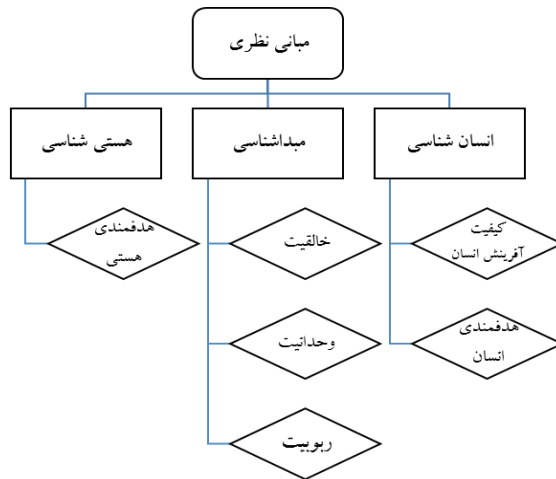 مبانی نظری
انسان شناسی
مبداشناسی
هستی شناسی
کیفیت
آفرینش انسان
هدفمندی
انسان
خالقیت
وحدانیت
ربوبیت
هدفمندی
هستی